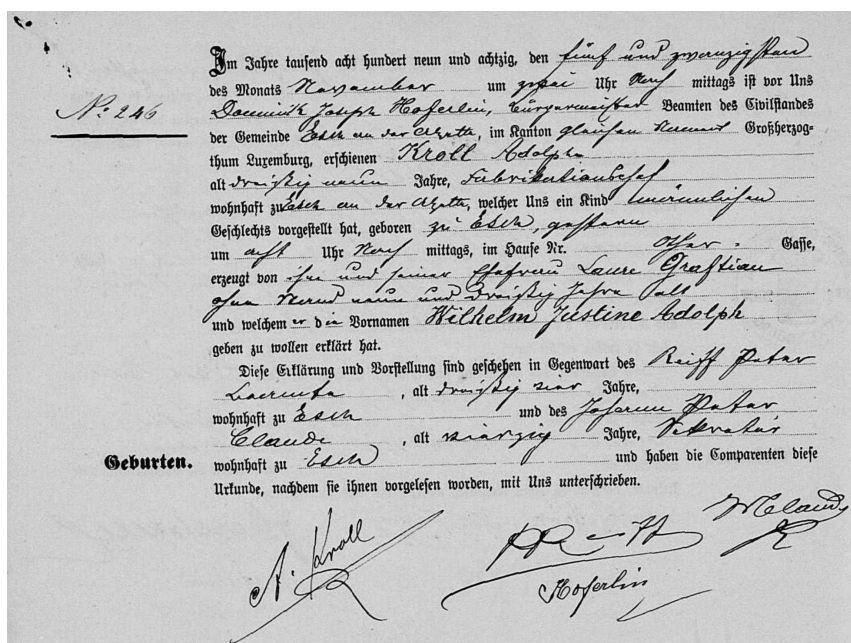 Im Jahre tausend acht hundert neun und achtzig, den fünf und zwanzigsten
des Monats November um zwei Uhr Nach mittags ist vor Uns
No 246
Dominik Joseph Hoferlin, Bürgermeister Beamten des Civilstandes
der Gemeinde Esch an der Alzette, im Kanton gleichen Namens Großherzog-
thum Luxemburg, erschienen Kroll Adolph
alt dreißig neun Jahre, Fabrikationschef
wohnhaft zu Esch an der Alzette, welcher Uns ein Kind männlichen
Geschlechts vorgestellt hat, geboren zu Esch, gestern
um acht Uhr Nach mittags, im Hause Nr. Gasse,
erzeugt von ihm und seiner Ehefrau Laure
ohne Stand neun und dreißig Jahre alt
und welchem er die Vornamen Wilhelm Justine Adolph
geben zu wollen erklärt hat.
Diese Erklärung und Vorstellung sind geschehen in Gegenwart des Reiff Peter
, alt dreißig vier Jahre,
wohnhaft zu Esch und des Johann Peter
Claude, alt vierzig Jahre, Sekretär
Geburten.
wohnhaft zu Esch und haben die Comparenten diese
Urkunde, nachdem sie ihnen vorgelesen worden, mit Uns unterschrieben.
A. Kroll
Hoferlin